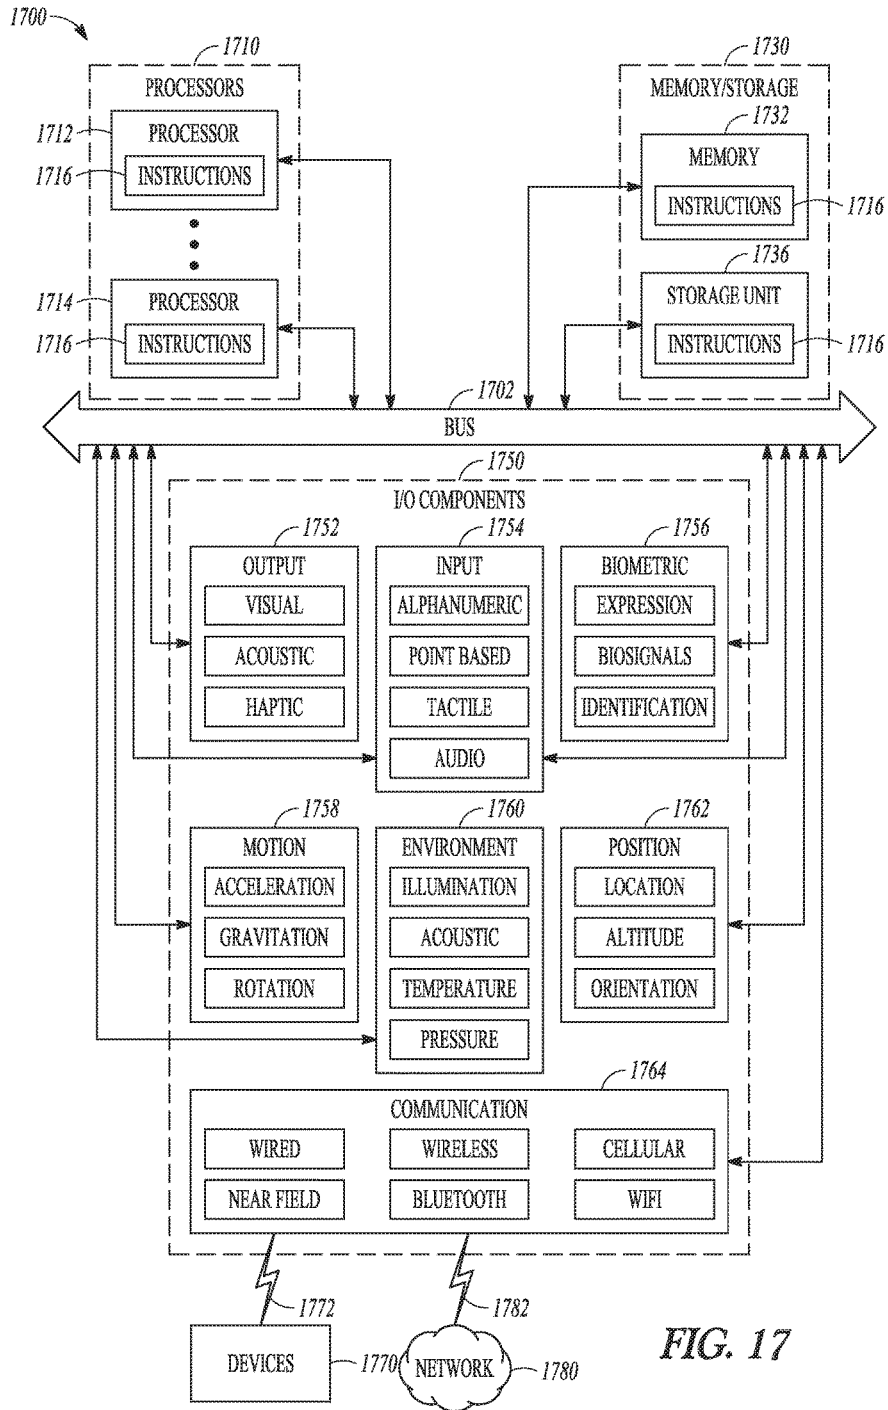 1700
1710
PROCESSORS
1712
PROCESSOR
1716
INSTRUCTIONS
1714
PROCESSOR
1716
INSTRUCTIONS
1730
MEMORY/STORAGE
1732
MEMORY
INSTRUCTIONS
1716
1736
STORAGE UNIT
INSTRUCTIONS
1716
1702
BUS
1750
I/O COMPONENTS
1752
OUTPUT
VISUAL
ACOUSTIC
HAPTIC
1754
INPUT
ALPHANUMERIC
POINT BASED
TACTILE
AUDIO
1756
BIOMETRIC
EXPRESSION
BIOSIGNALS
IDENTIFICATION
1758
MOTION
ACCELERATION
GRAVITATION
ROTATION
1760
ENVIRONMENT
ILLUMINATION
ACOUSTIC
TEMPERATURE
PRESSURE
1762
POSITION
LOCATION
ALTITUDE
ORIENTATION
1764
COMMUNICATION
WIRED
WIRELESS
CELLULAR
NEAR FIELD
BLUETOOTH
WIFI
1772
1782
DEVICES
1770
NETWORK
1780
FIG. 17